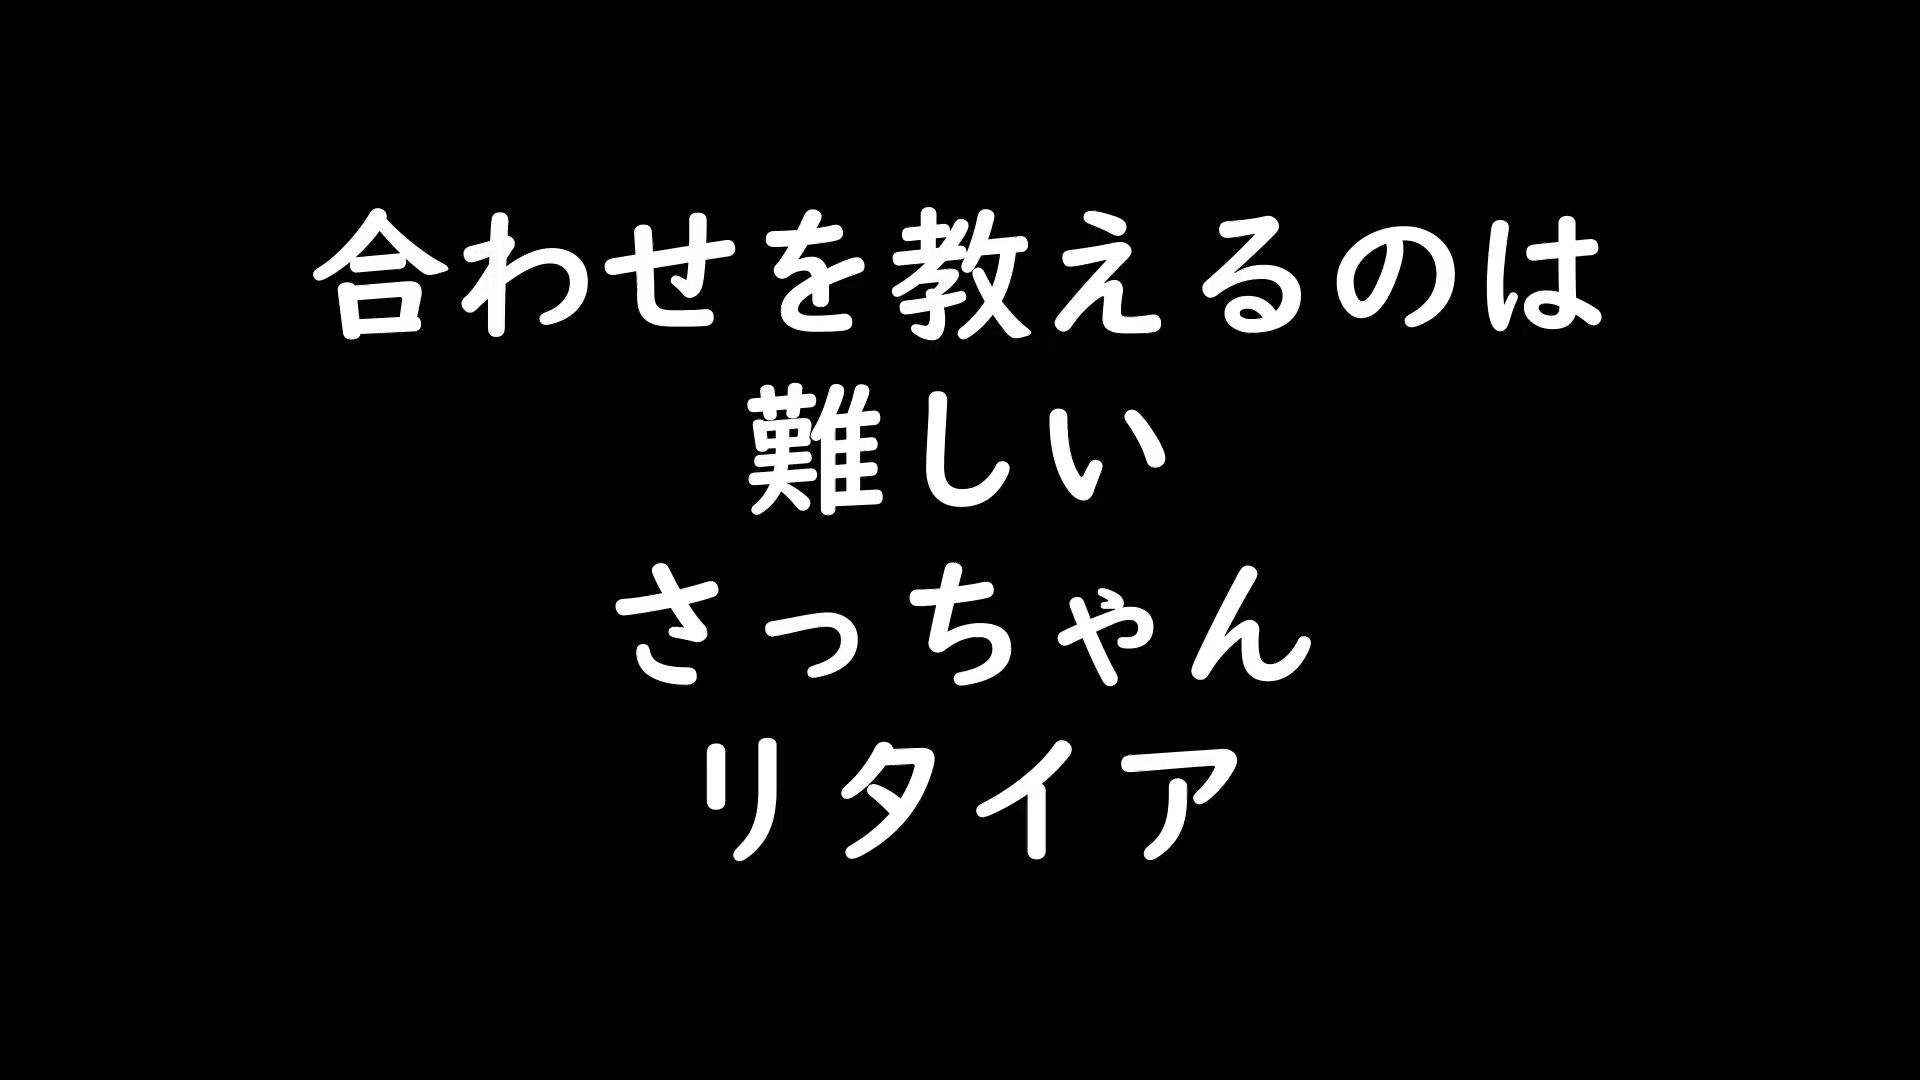 合わせを教えるのは
難しい
さっちゃん
リタイア